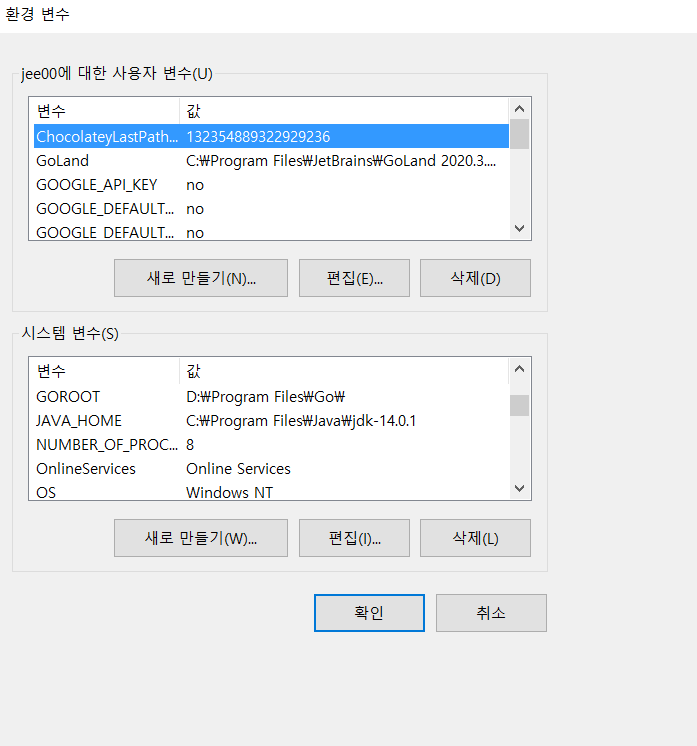 환경 변수
jee00에 대한 사용자 변수(U)
변수 값
ChocolateyLastPath... 132354889322929236
GoLand C:₩Program Files₩JetBrains₩GoLand 2020.3....
GOOGLE_API_KEY no
GOOGLE_DEFAULT... no
GOOGLE_DEFAULT... no
새로 만들기(N)... 편집(E)... 삭제(D)
시스템 변수(S)
변수 값
GOROOT D:₩Program Files₩Go₩
JAVA_HOME C:₩Program Files₩Java₩jdk-14.0.1
NUMBER_OF_PROC... 8
OnlineServices Online Services
OS Windows_NT
새로 만들기(W)... 편집(I)... 삭제(L)
확인 취소